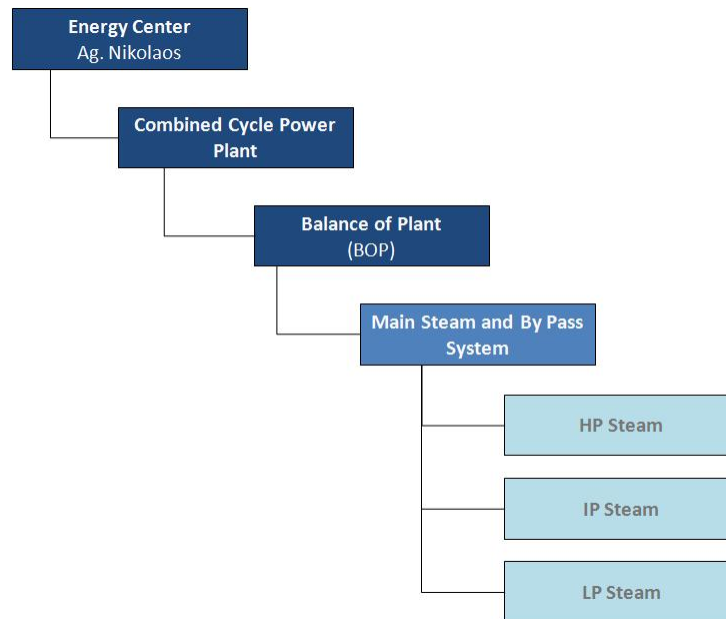 Energy Center
Ag. Nikolaos
Combined Cycle Power
Plant
Balance of Plant
(BOP)
Main Steam and By Pass
System
HP Steam
IP Steam
LP Steam